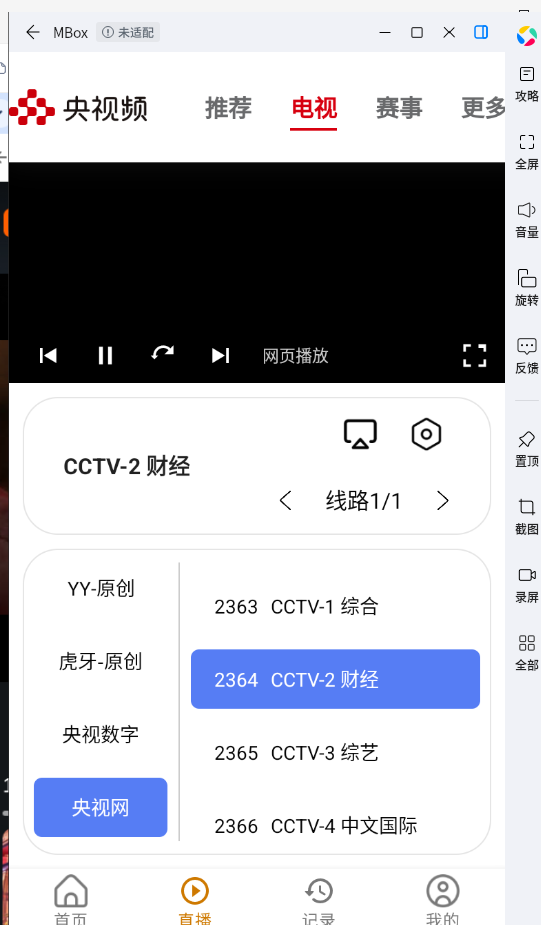 MBox
未适配
央视频
推荐
电视
赛事
更多
网页播放
CCTV-2 财经
线路1/1
YY-原创
虎牙-原创
央视数字
央视网
2363 CCTV-1 综合
2364 CCTV-2 财经
2365 CCTV-3 综艺
2366 CCTV-4 中文国际
首页
直播
记录
我的
攻略
全屏
音量
旋转
反馈
置顶
截图
录屏
全部